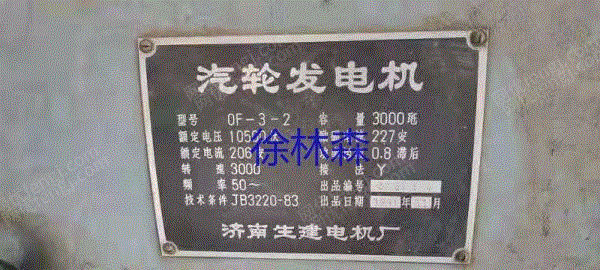 汽轮发电机
型号 QF-3-2 容 量 3000瓩
额定电压 1050 227安
额定电流 206 0.8 滞后
转 速 3000 接 法 Y
频 率 50~ 出品编号
技术条件 JB3220-83 出品日期 月
济南生建电机厂
徐林森